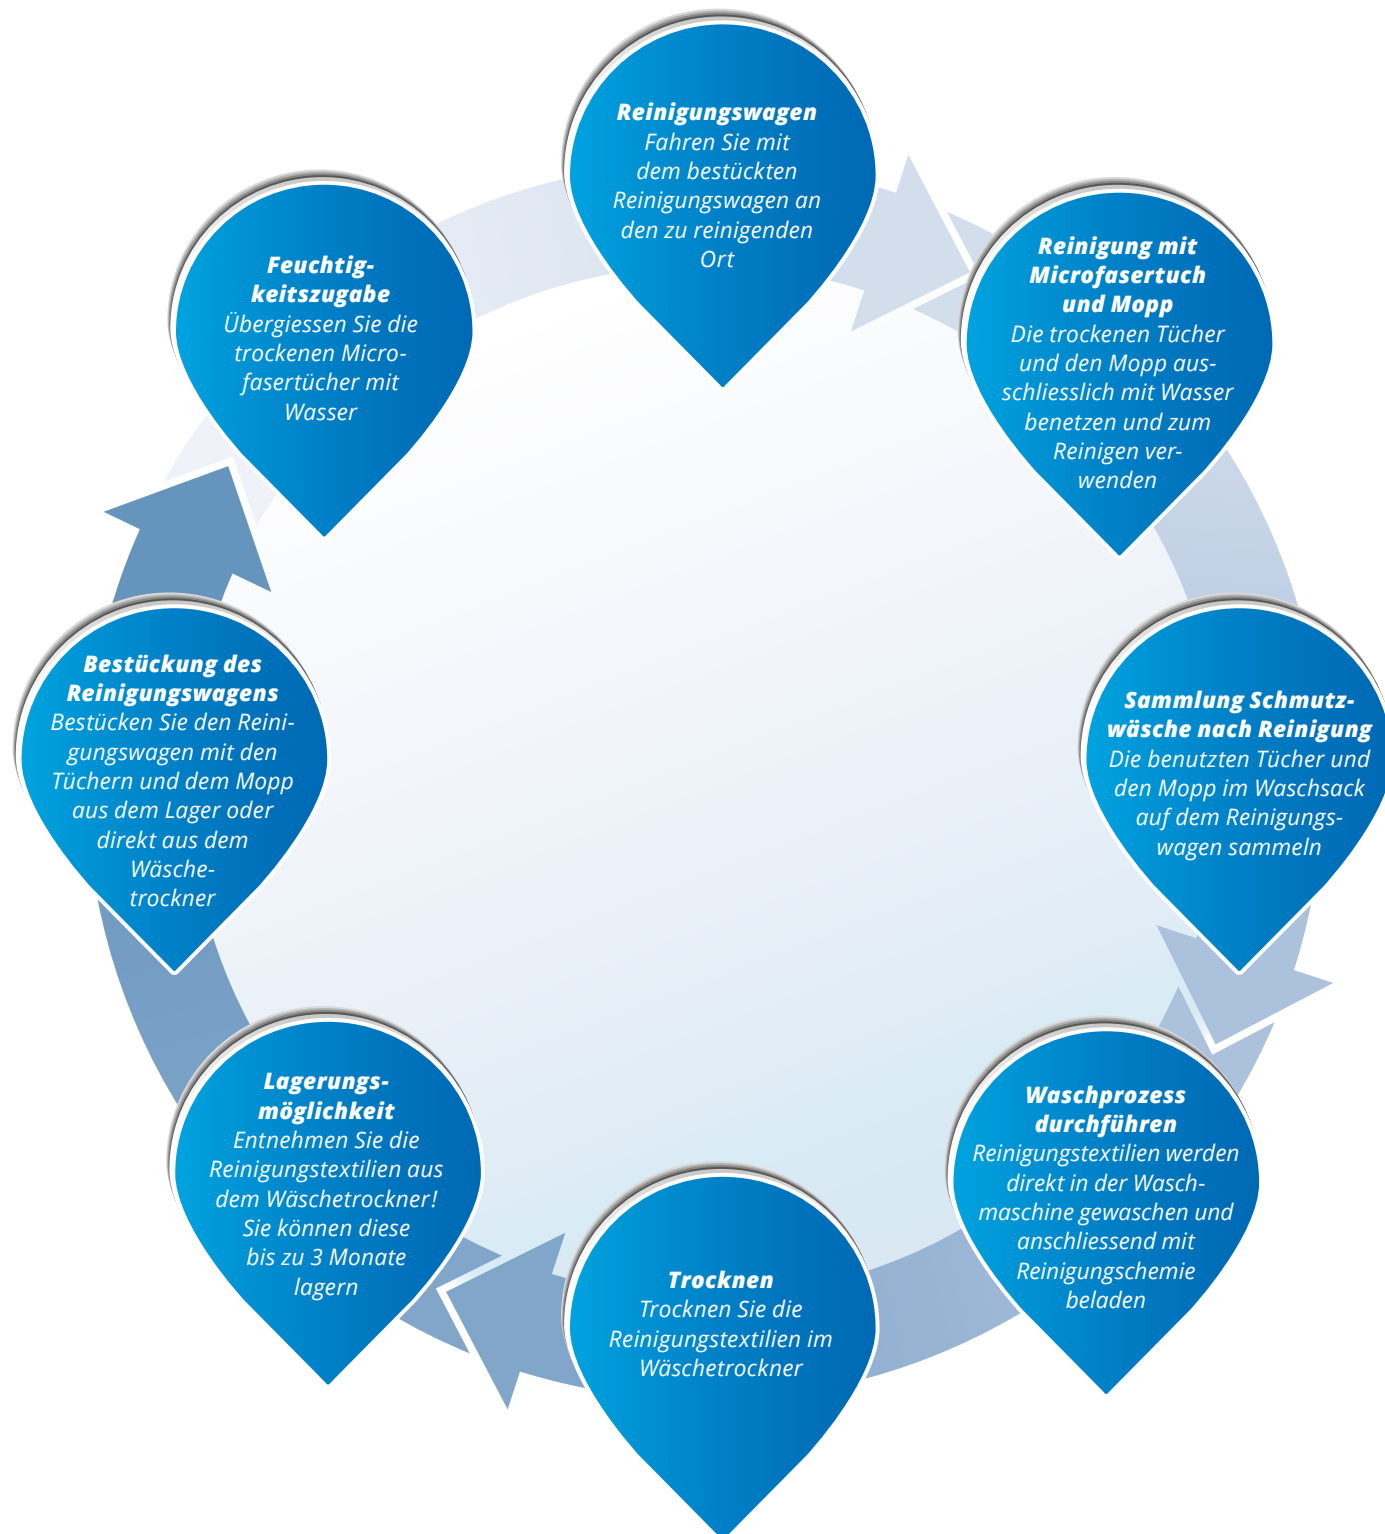 Reinigungswagen
Fahren Sie mit
dem bestückten
Reinigungswagen an
den zu reinigenden
Ort
Reinigung mit
Microfasertuch
und Mopp
Die trockenen Tücher
und den Mopp aus-
schliesslich mit Wasser
benetzen und zum
Reinigen ver-
wenden
Sammlung Schmutz-
wäsche nach Reinigung
Die benutzten Tücher und
den Mopp im Waschsack
auf dem Reinigungs-
wagen sammeln
Waschprozess
durchführen
Reinigungstextilien werden
direkt in der Wasch-
maschine gewaschen und
anschliessend mit
Reinigungschemie
beladen
Trocknen
Trocknen Sie die
Reinigungstextilien im
Wäschetrockner
Lagerungs-
möglichkeit
Entnehmen Sie die
Reinigungstextilien aus
dem Wäschetrockner!
Sie können diese
bis zu 3 Monate
lagern
Bestückung des
Reinigungswagens
Bestücken Sie den Reini-
gungswagen mit den
Tüchern und dem Mopp
aus dem Lager oder
direkt aus dem
Wäsche-
trockner
Feuchtig-
keitszugabe
Übergiessen Sie die
trockenen Micro-
fasertücher mit
Wasser